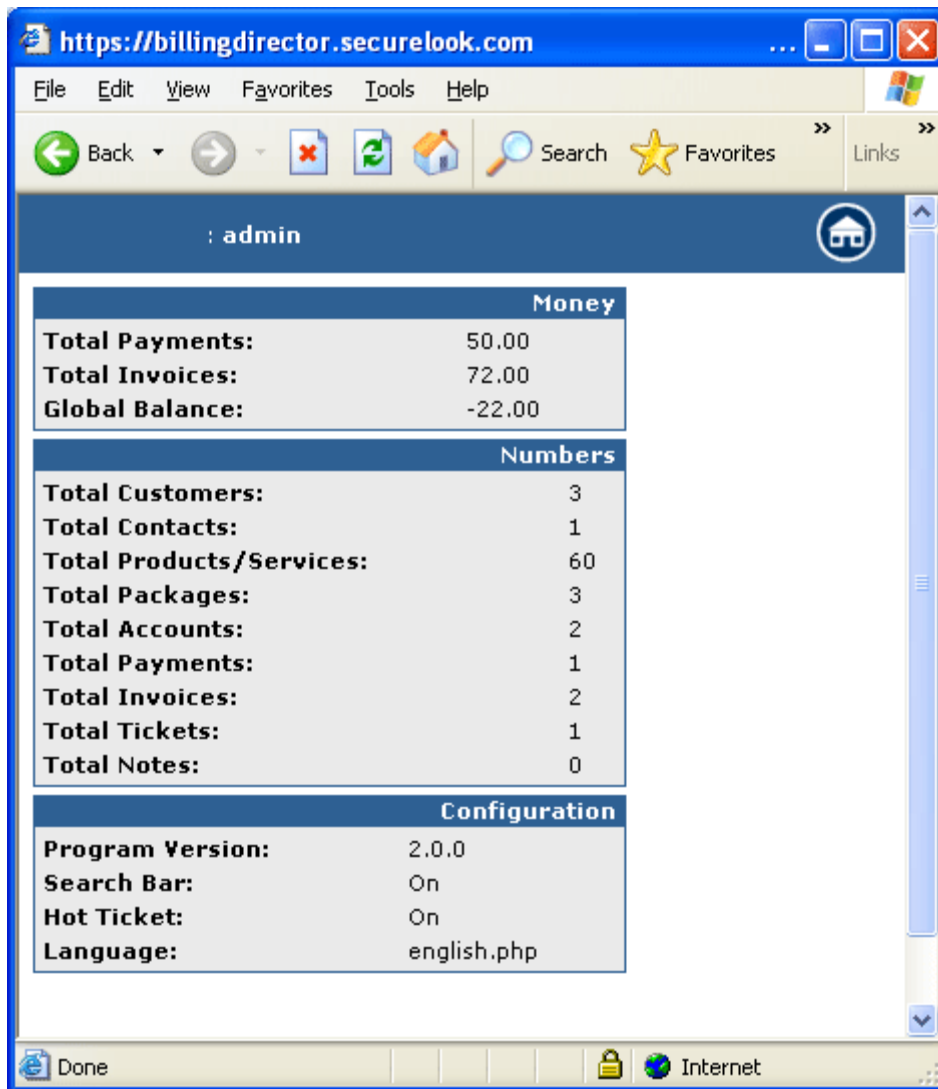 https://billingdirector.securelook.com ...
File Edit View Favorites Tools Help
Back Search Favorites » Links »
: admin
Money
Total Payments: 50.00
Total Invoices: 72.00
Global Balance: -22.00
Numbers
Total Customers: 3
Total Contacts: 1
Total Products/Services: 60
Total Packages: 3
Total Accounts: 2
Total Payments: 1
Total Invoices: 2
Total Tickets: 1
Total Notes: 0
Configuration
Program Version: 2.0.0
Search Bar: On
Hot Ticket: On
Language: english.php
Done Internet